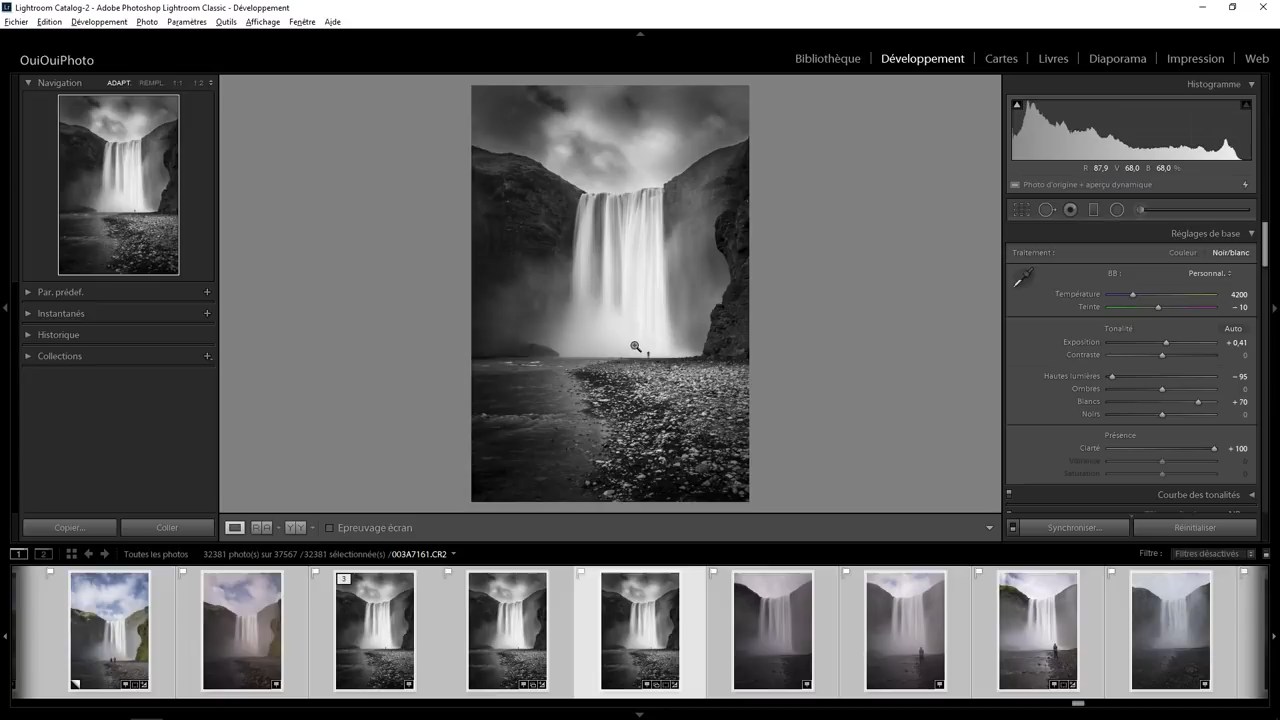 Lightroom Catalog-2 - Adobe Photoshop Lightroom Classic - Développement
Fichier Edition Développement Photo Paramètres Outils Affichage Fenêtre Aide
OuiOuiPhoto
Bibliothèque Développement Cartes Livres Diaporama Impression Web
Navigation ADAPT. REMPL. 1:1 1:2
Histogramme
R 87,9 V 68,0 B 68,0 %
Photo d'origine + aperçu dynamique
Réglages de base
Traitement : Couleur Noir/blanc
BB : Personnal.
Température 4200
Teinte – 10
Tonalité Auto
Exposition + 0,41
Contraste 0
Hautes lumières – 95
Ombres 0
Blancs + 70
Noirs 0
Présence
Clarté + 100
Vibrance 0
Saturation 0
Courbe des tonalités
Par. prédef.
Instantanés
Historique
Collections
Copier... Coller
Epreuvage écran
Synchroniser... Réinitialiser
1 2 Toutes les photos 32381 photo(s) sur 37567 /32381 sélectionnée(s) /003A7161.CR2
Filtre : Filtres désactivés
3